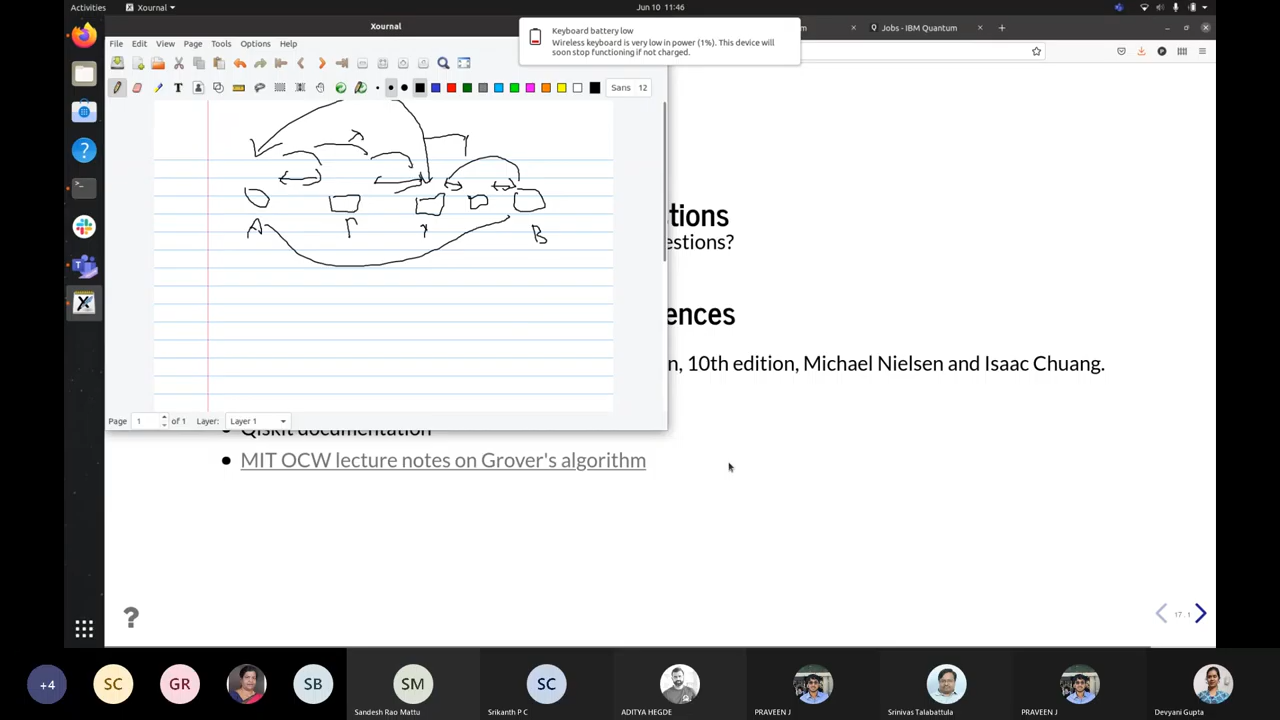 Activities
Xournal
Jun 10 11:46
Xournal
Keyboard battery low
Wireless keyboard is very low in power (1%). This device will
soon stop functioning if not charged.
Jobs - IBM Quantum
File Edit View Page Tools Options Help
Sans 12
A
B
Page 1 of 1 Layer: Layer 1
tions
estions?
ences
n, 10th edition, Michael Nielsen and Isaac Chuang.
Qiskit documentation
MIT OCW lecture notes on Grover's algorithm
?
17.1
+4
SC
GR
SB
SM
SC
Sandesh Rao Mattu
Srikanth P C
ADITYA HEGDE
PRAVEEN J
Srinivas Talabattula
PRAVEEN J
Devyani Gupta